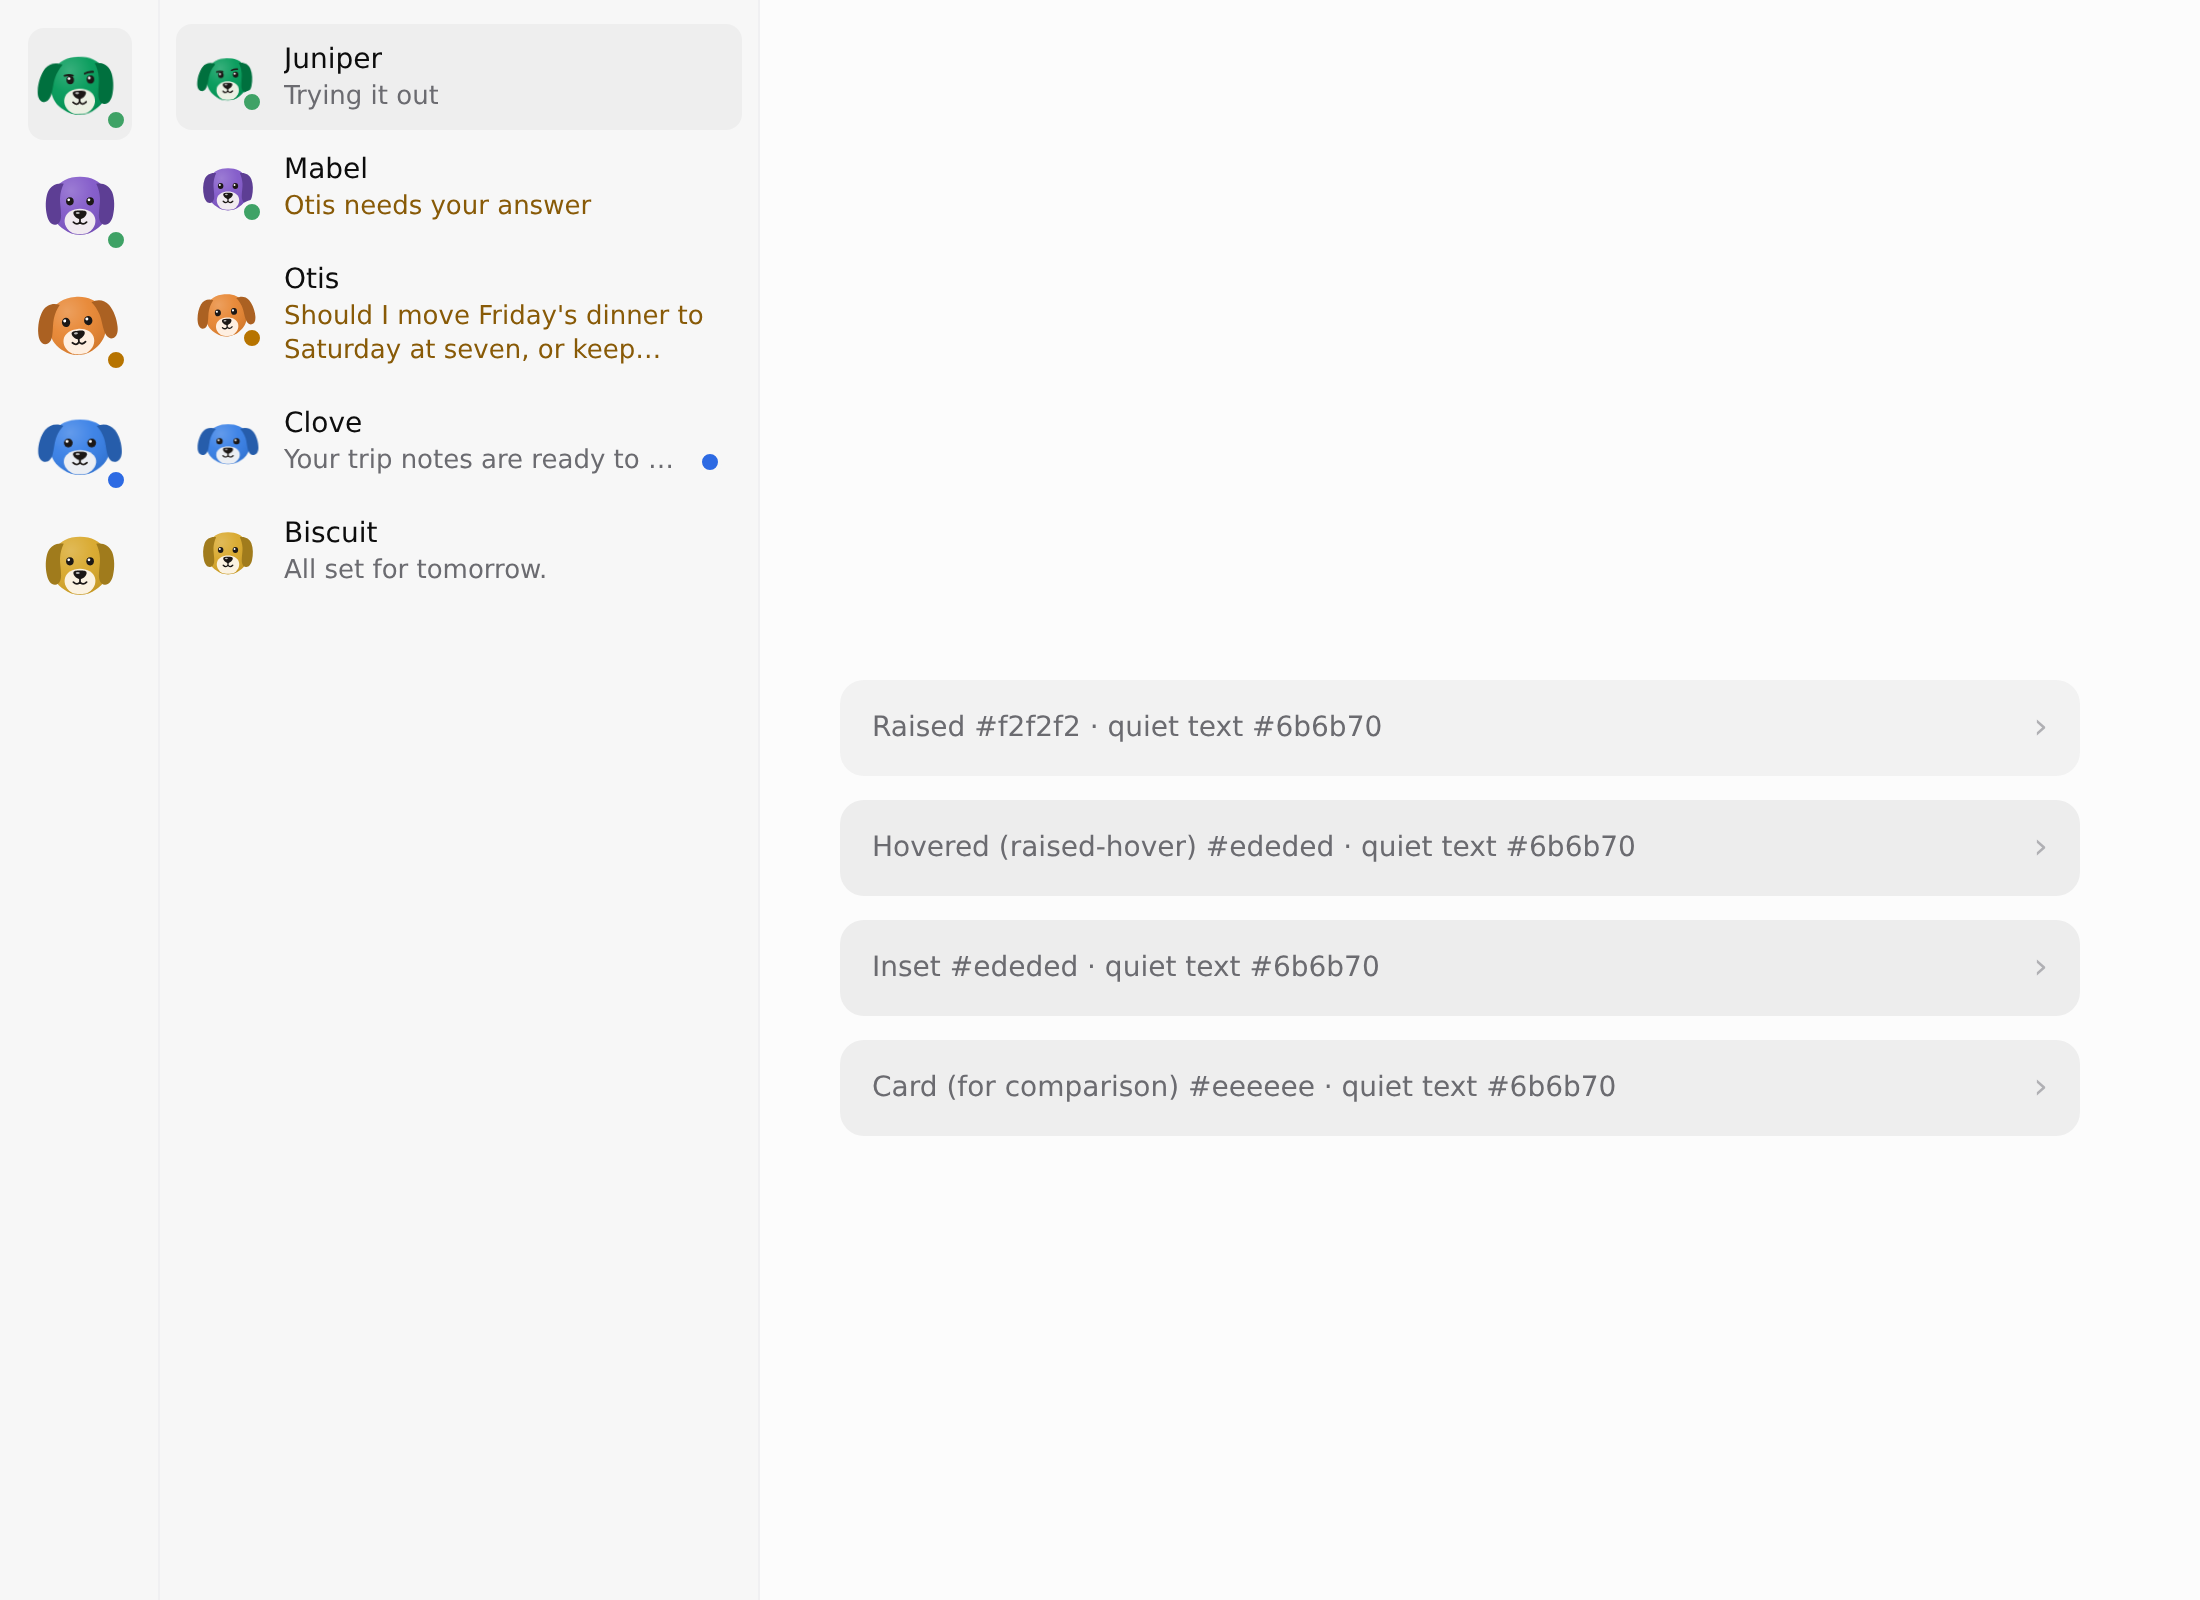 Juniper
Trying it out
Mabel
Otis needs your answer
Otis
Should I move Friday's dinner to
Saturday at seven, or keep…
Clove
Your trip notes are ready to …
Biscuit
All set for tomorrow.
Raised #f2f2f2 · quiet text #6b6b70 ›
Hovered (raised-hover) #ededed · quiet text #6b6b70 ›
Inset #ededed · quiet text #6b6b70 ›
Card (for comparison) #eeeeee · quiet text #6b6b70 ›